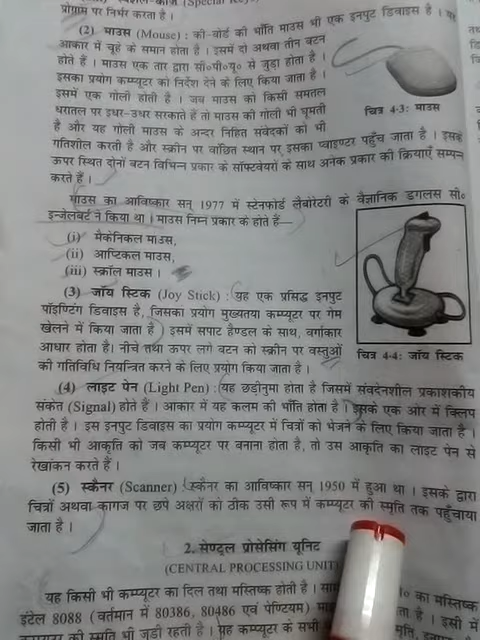 प्रोग्राम पर निर्भर करता है ।
(2) माउस (Mouse) : की-बोर्ड की भाँति माउस भी एक इनपुट डिवाइस है । यह
आकार में चूहे के समान होता है । इसमें दो अथवा तीन बटन
होते हैं । माउस एक तार द्वारा सी०पी०यू० से जुड़ा होता है ।
इसका प्रयोग कम्प्यूटर को निर्देश देने के लिए किया जाता है ।
इसमें एक गोली होती है । जब माउस को किसी समतल
धरातल पर इधर-उधर सरकाते हैं तो माउस की गोली भी घूमती
है और यह गोली माउस के अन्दर निहित संवेदकों को भी
चित्र 4·3: माउस
गतिशील करती है और स्क्रीन पर वांछित स्थान पर इसका प्वाइण्टर पहुँच जाता है । इसके
ऊपर स्थित दोनों बटन विभिन्न प्रकार के सॉफ्टवेयरों के साथ अनेक प्रकार की क्रियाएँ सम्पन्न
करते हैं ।
माउस का आविष्कार सन् 1977 में स्टेनफोर्ड लैबोरेटरी के वैज्ञानिक डगलस सी०
इन्जेलबर्ट ने किया था । माउस निम्न प्रकार के होते हैं—
(i) मैकेनिकल माउस,
(ii) आप्टिकल माउस,
(iii) स्क्रॉल माउस ।
(3) जॉय स्टिक (Joy Stick) : यह एक प्रसिद्ध इनपुट
पॉइण्टिंग डिवाइस है, जिसका प्रयोग मुख्यतया कम्प्यूटर पर गेम
खेलने में किया जाता है । इसमें सपाट हैण्डल के साथ, वर्गाकार
आधार होता है। नीचे तथा ऊपर लगे बटन को स्क्रीन पर वस्तुओं
की गतिविधि नियन्त्रित करने के लिए प्रयोग किया जाता है ।
चित्र 4·4: जॉय स्टिक
(4) लाइट पेन (Light Pen) : यह छड़ीनुमा होता है जिसमें संवेदनशील प्रकाशकीय
संकेत (Signal) होते हैं । आकार में यह कलम की भाँति होता है । इसके एक ओर में क्लिप
होती है । इस इनपुट डिवाइस का प्रयोग कम्प्यूटर में चित्रों को भेजने के लिए किया जाता है ।
किसी भी आकृति को जब कम्प्यूटर पर बनाना होता है, तो उस आकृति का लाइट पेन से
रेखांकन करते हैं ।
(5) स्कैनर (Scanner) : स्कैनर का आविष्कार सन् 1950 में हुआ था । इसके द्वारा
चित्रों अथवा कागज पर छपे अक्षरों को ठीक उसी रूप में कम्प्यूटर की स्मृति तक पहुँचाया
जाता है ।
2. सेण्ट्रल प्रोसेसिंग यूनिट
(CENTRAL PROCESSING UNIT)
यह किसी भी कम्प्यूटर का दिल तथा मस्तिष्क होती है । का मस्तिष्क
इंटेल 8088 (वर्तमान में 80386, 80486 एवं पेण्टियम) ता है । इसी में
की स्मृति भी जुड़ी रहती है । यह कम्प्यूटर के सभी